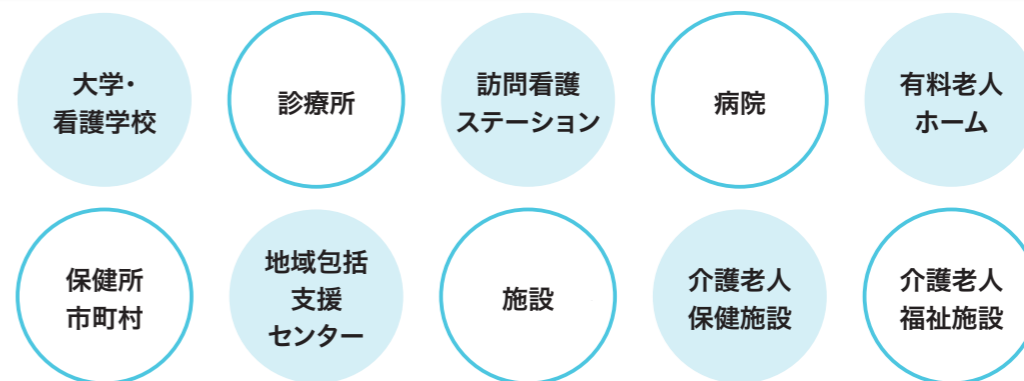 大学・
看護学校
診療所
訪問看護
ステーション
病院
有料老人
ホーム
保健所
市町村
地域包括
支援
センター
施設
介護老人
保健施設
介護老人
福祉施設